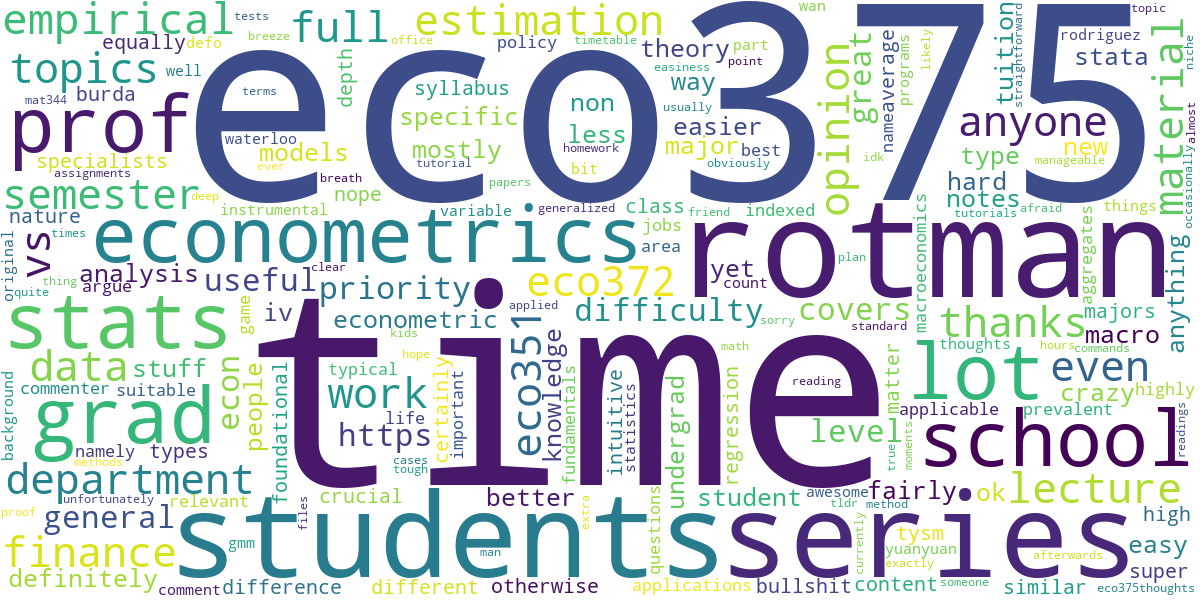 empirical
tests
breeze
office
full
timetable
estimation
eco375
policy
wan
theory
part
point
topic
rodriguez
equally
defo
topics
well
depth
syllabus
way
easiness
opinion
great
nameaverage
programs
likely
tuition
straightforward
stata
niche
material
mat344
burda
terms
prof
specific
non
less
easier
major
best
usually
anyone
new
type
manageable
almost
occasionally
waterloo
models
mostly
homework
tutorial
bit
obviously
idk
hard
specialists
assignments
ever
breath
papers
deep
nope
semester
instrumental
variable
generalized
class
friend
indexed
notes
tutorials
afraid
things
nature
times
original
vs
econometrics
jobs
area
rotman
macroeconomics
aggregates
anything
analysis
argue
thing
quite
useful
clear
priority
eco372
yet
count
plan
covers
majors
macro
iv
econometric
applied
eco351
difficulty
sorry
standard
thanks
stats
game
kids
time
thoughts
hours
commands
data
stuff
econ
people
foundational
typical
hope
work
life
certainly
important
knowledge
fundamentals
intuitive
statistics
undergrad
math
regression
reading
matter
lot
even
crazy
highly
background
commenter
suitable
grad
https
level
applicable
prevalent
true
moments
school
readings
namely
types
methods
cases
tough
department
unfortunately
relevant
crucial
better
student
awesome
fairly
tldr
method
ok
lecture
proof
general
files
students
series
extra
questions
tysm
yuanyuan
currently
exactly
high
easy
finance
gmm
man
afterwards
super
definitely
comment
difference
different
otherwise
applications
bullshit
content
someone
similar
eco375thoughts